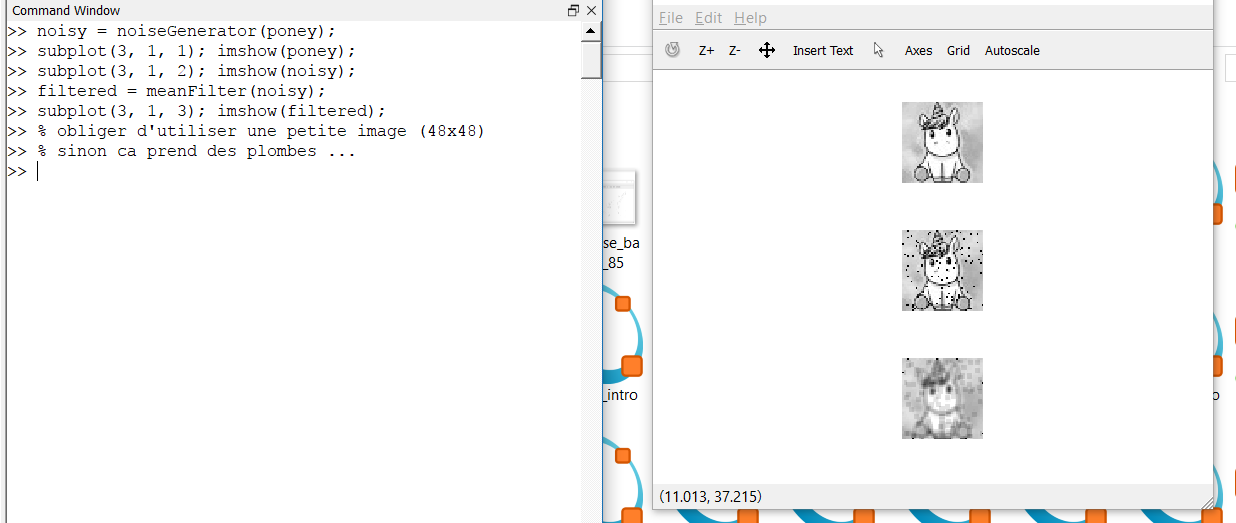 Command Window
>> noisy = noiseGenerator(poney);
>> subplot(3, 1, 1); imshow(poney);
>> subplot(3, 1, 2); imshow(noisy);
>> filtered = meanFilter(noisy);
>> subplot(3, 1, 3); imshow(filtered);
>> % obliger d'utiliser une petite image (48x48)
>> % sinon ca prend des plombes ...
>>
se_ba
_85
_intro
File Edit Help
Z+ Z- Insert Text Axes Grid Autoscale
(11.013, 37.215)
o